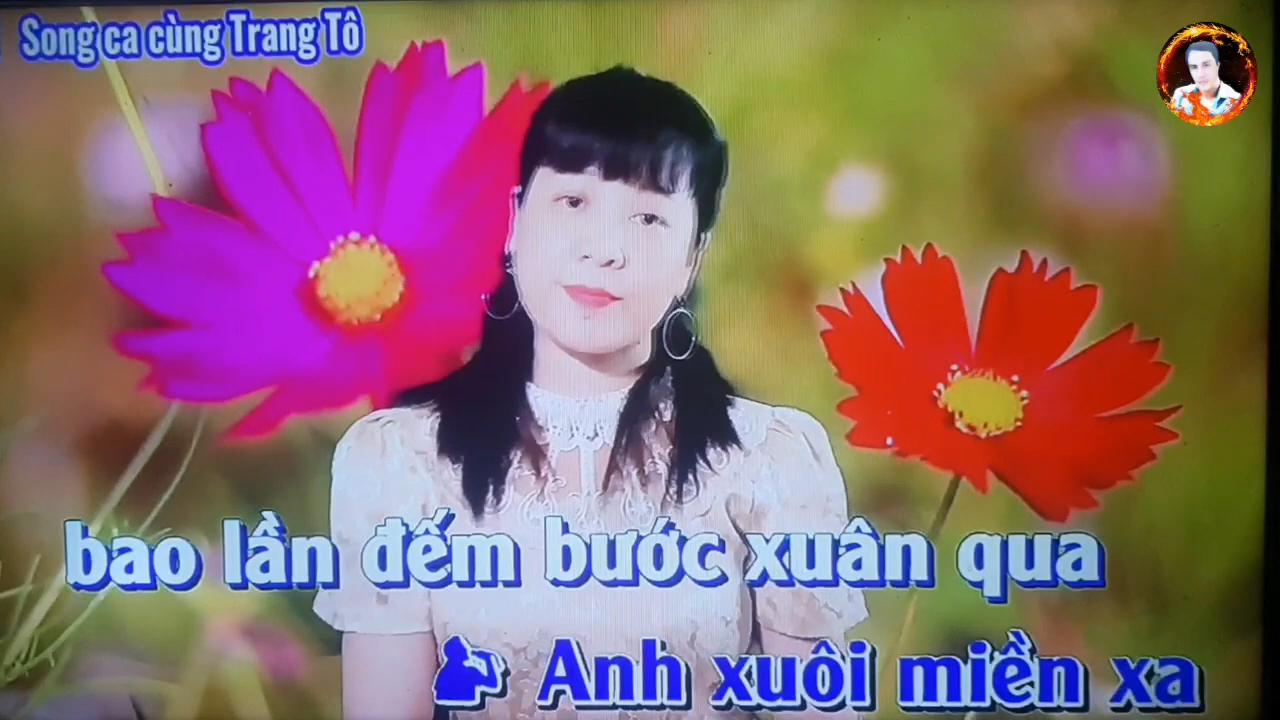 Song ca cùng Trang Tô
bao lần đếm bước xuân qua
Anh xuôi miền xa